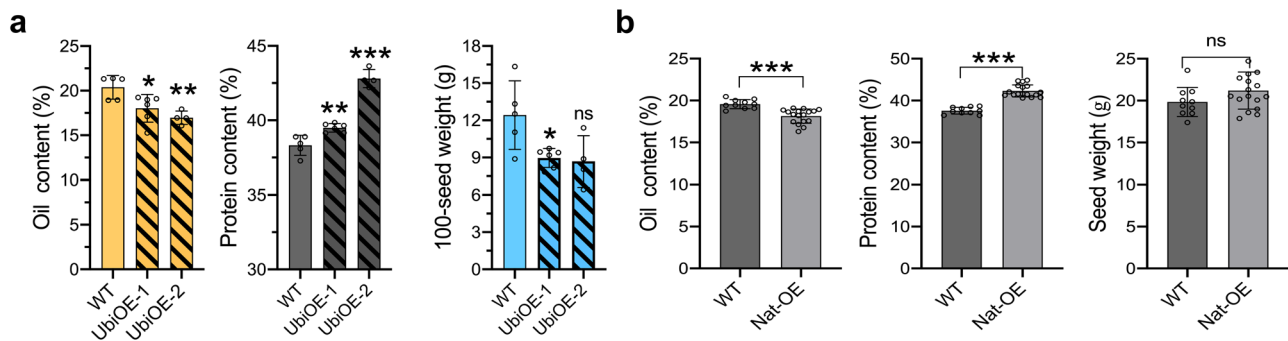 a
Oil content (%)
25
20
15
10
5
0
*
**
WT
UbiOE-1
UbiOE-2
Protein content (%)
45
40
35
30
**
***
WT
UbiOE-1
UbiOE-2
100-seed weight (g)
18
15
12
9
6
3
0
*
ns
WT
UbiOE-1
UbiOE-2
b
Oil content (%)
25
20
15
10
5
0
***
WT
Nat-OE
Protein content (%)
50
40
30
20
10
0
***
WT
Nat-OE
Seed weight (g)
25
20
15
10
5
0
ns
WT
Nat-OE